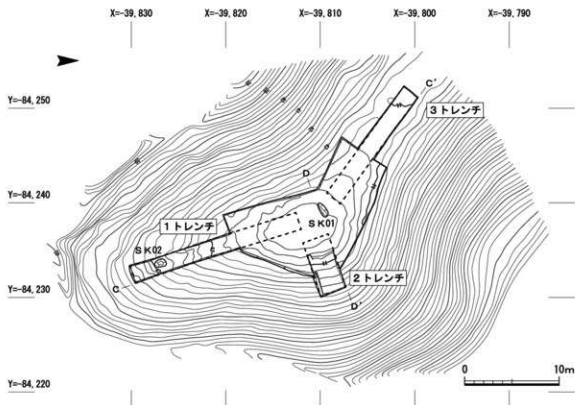 X=-39,830
X=-39,820
X=-39,810
X=-39,800
X=-39,790
Y=-84,250
C'
3トレンチ
D
Y=-84,240
1トレンチ
SK01
SK02
C
2トレンチ
Y=-84,230
D'
0
10m
Y=-84,220